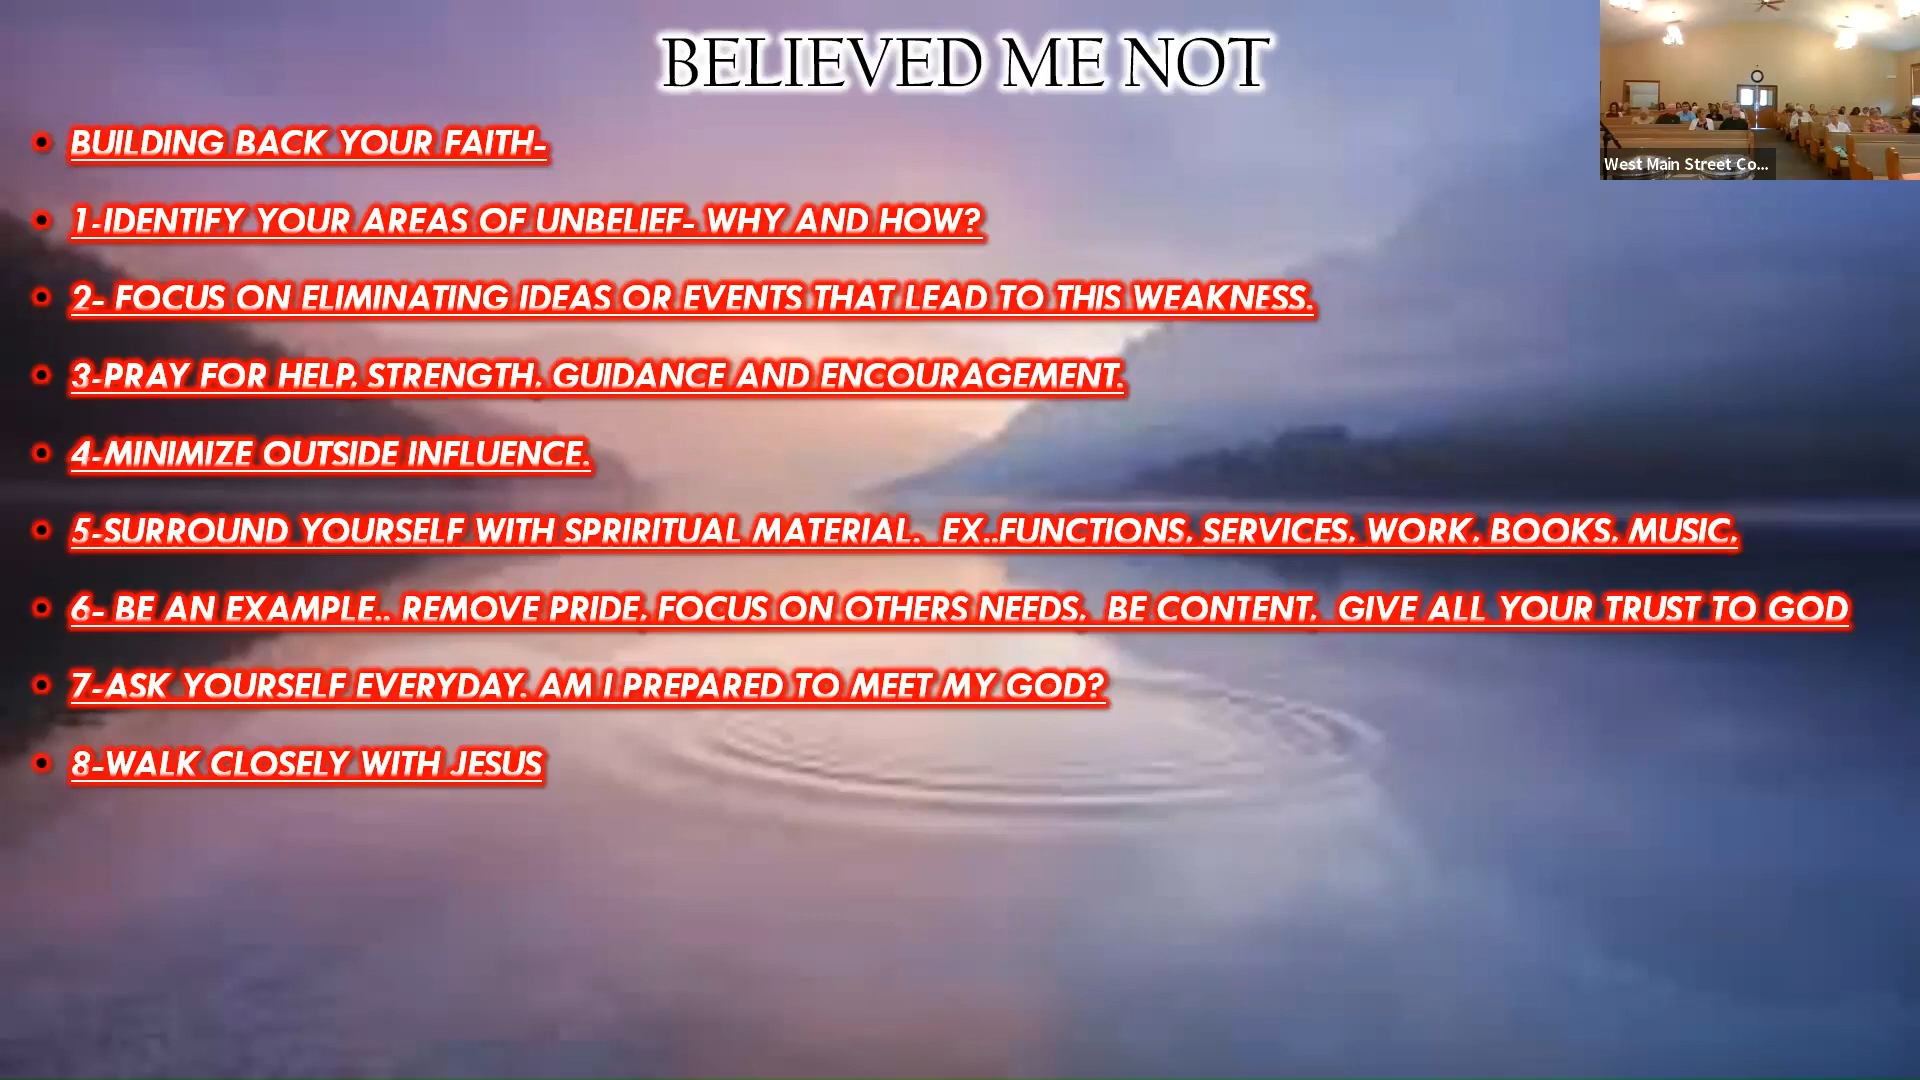 BELIEVED ME NOT
West Main Street Co...
• BUILDING BACK YOUR FAITH-
• 1-IDENTIFY YOUR AREAS OF UNBELIEF- WHY AND HOW?
• 2- FOCUS ON ELIMINATING IDEAS OR EVENTS THAT LEAD TO THIS WEAKNESS.
• 3-PRAY FOR HELP, STRENGTH, GUIDANCE AND ENCOURAGEMENT.
• 4-MINIMIZE OUTSIDE INFLUENCE.
• 5-SURROUND YOURSELF WITH SPRIRITUAL MATERIAL.  EX..FUNCTIONS, SERVICES, WORK, BOOKS, MUSIC,
• 6- BE AN EXAMPLE.. REMOVE PRIDE, FOCUS ON OTHERS NEEDS,  BE CONTENT,  GIVE ALL YOUR TRUST TO GOD
• 7-ASK YOURSELF EVERYDAY, AM I PREPARED TO MEET MY GOD?
• 8-WALK CLOSELY WITH JESUS